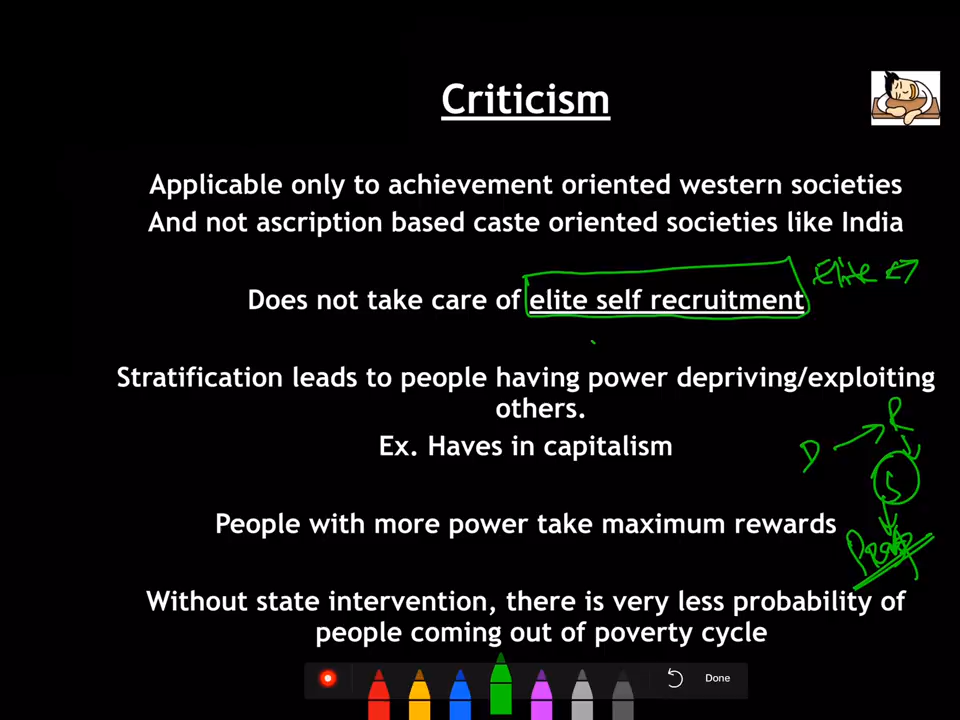 Criticism
Applicable only to achievement oriented western societies
And not ascription based caste oriented societies like India
Elite
Does not take care of elite self recruitment
Stratification leads to people having power depriving/exploiting
others.
R
Ex. Haves in capitalism
D
S
People with more power take maximum rewards
Without state intervention, there is very less probability of
people coming out of poverty cycle
Done